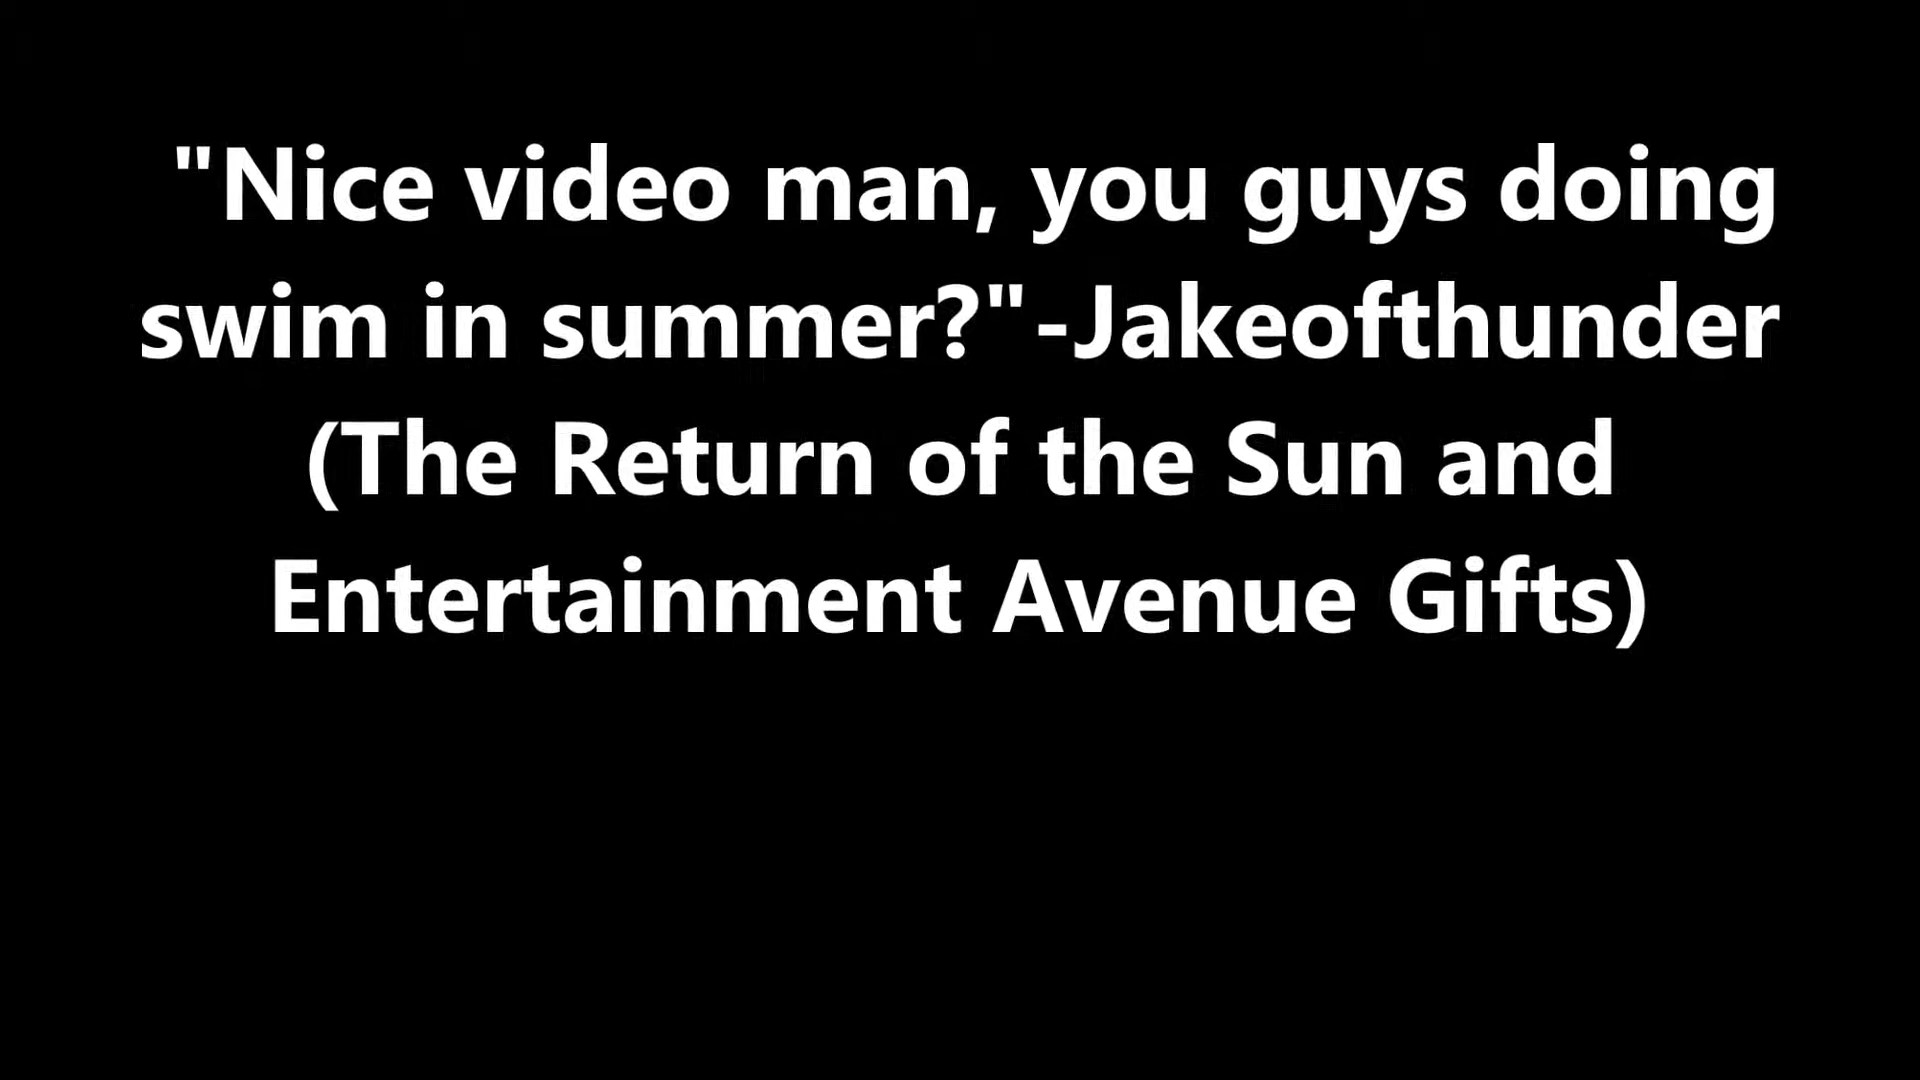 "Nice video man, you guys doing
swim in summer?"-Jakeofthunder
(The Return of the Sun and
Entertainment Avenue Gifts)